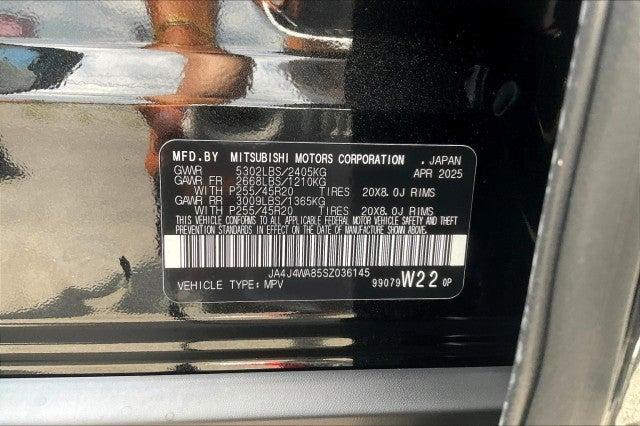 MFD.BY MITSUBISHI MOTORS CORPORATION , JAPAN
GVWR 5302LBS/2405KG APR 2025
GAWR FR 2668LBS/1210KG
WITH P255/45R20 TIRES 20X8.0J RIMS
GAWR RR 3009LBS/1365KG
WITH P255/45R20 TIRES 20X8.0J RIMS
THIS VEHICLE CONFORMS TO ALL APPLICABLE FEDERAL MOTOR VEHICLE SAFETY AND THEFT
PREVENTION STANDARDS IN EFFECT ON THE DATE OF MANUFACTURE SHOWN ABOVE.
JA4J4WA85SZ036145
VEHICLE TYPE: MPV 99079 W22 0P